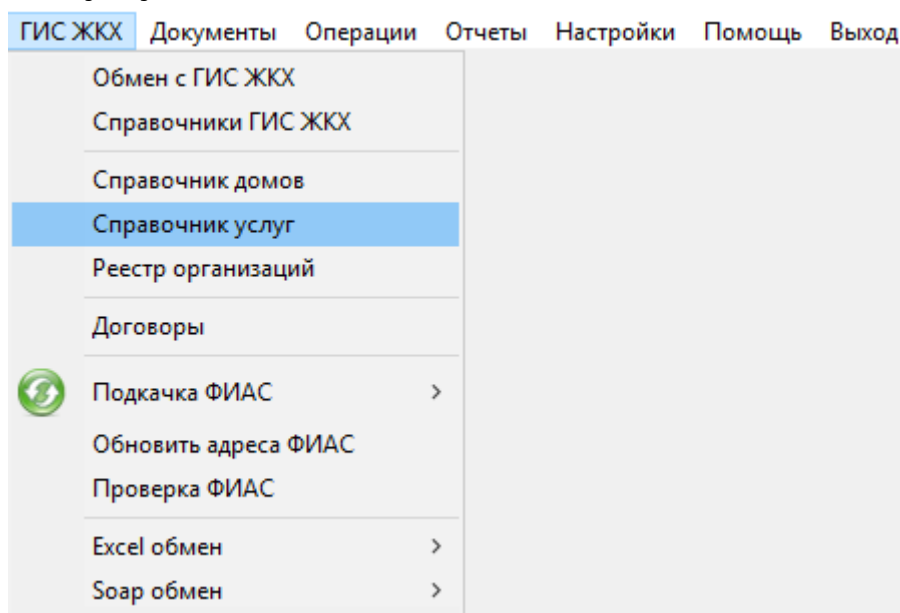 ГИС ЖКХ Документы Операции Отчеты Настройки Помощь Выход
Обмен с ГИС ЖКХ
Справочники ГИС ЖКХ
Справочник домов
Справочник услуг
Реестр организаций
Договоры
Подкачка ФИАС
Обновить адреса ФИАС
Проверка ФИАС
Excel обмен
Soap обмен